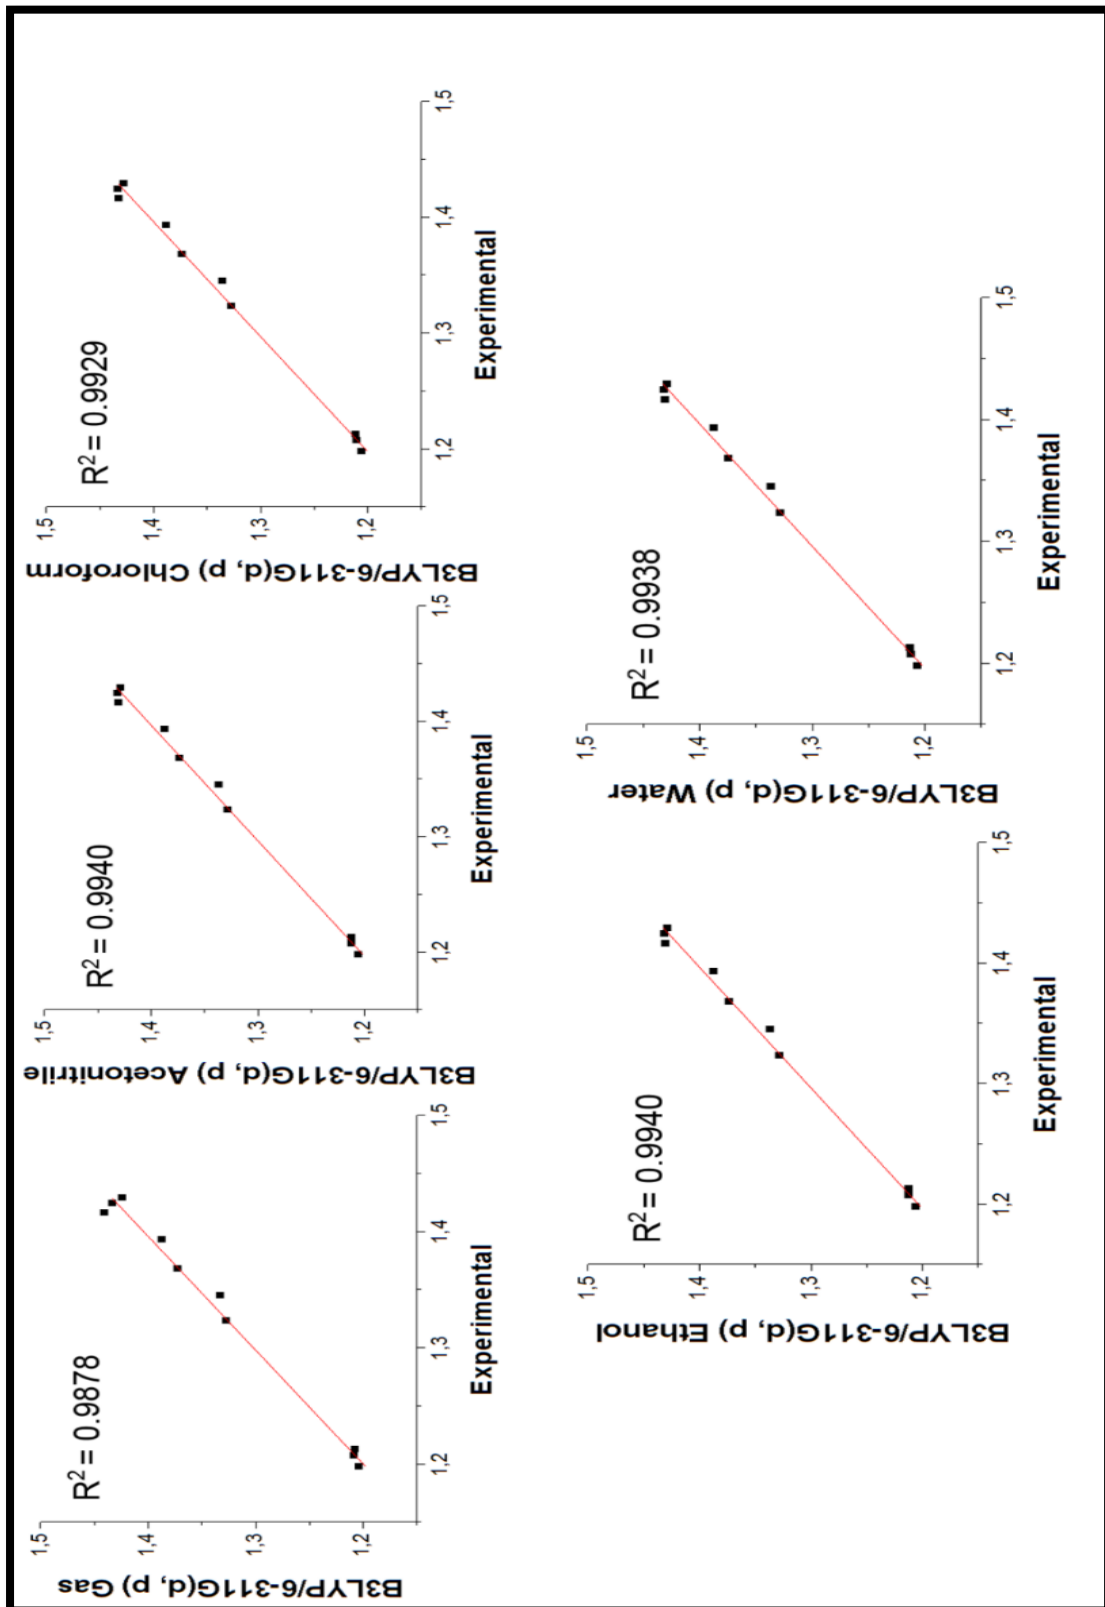 B3LYP/6-311G(d, p) Gas
1,5
1,4
1,3
1,2
R² = 0.9878
1,2
1,3
1,4
1,5
Experimental
B3LYP/6-311G(d, p) Acetonitrile
1,5
1,4
1,3
1,2
R² = 0.9940
1,2
1,3
1,4
1,5
Experimental
B3LYP/6-311G(d, p) Chloroform
1,5
1,4
1,3
1,2
R² = 0.9929
1,2
1,3
1,4
1,5
Experimental
B3LYP/6-311G(d, p) Ethanol
1,5
1,4
1,3
1,2
R² = 0.9940
1,2
1,3
1,4
1,5
Experimental
B3LYP/6-311G(d, p) Water
1,5
1,4
1,3
1,2
R² = 0.9938
1,2
1,3
1,4
1,5
Experimental